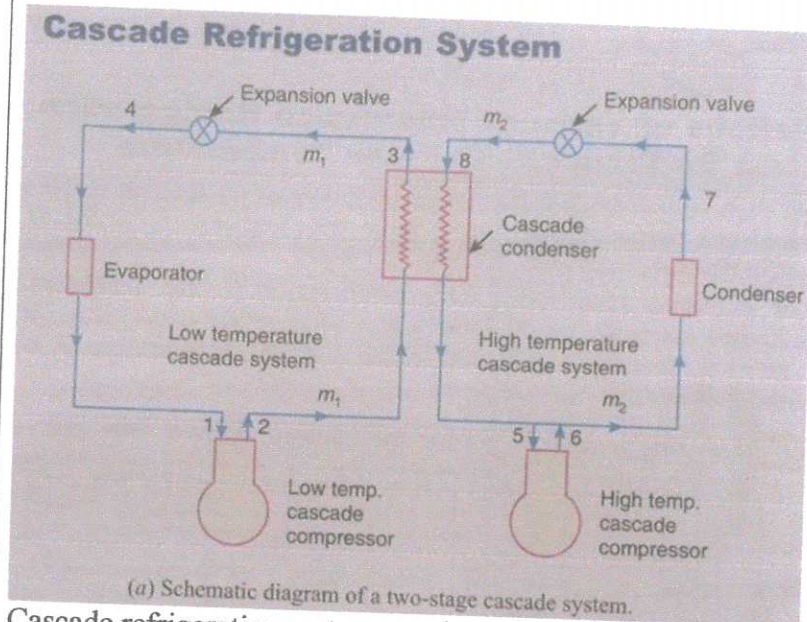 Cascade Refrigeration System
4
Expansion valve
m₂
Expansion valve
m₁
3
8
7
Cascade
condenser
Evaporator
Condenser
Low temperature
cascade system
High temperature
cascade system
m₁
m₂
1
2
5
6
Low temp.
cascade
compressor
High temp.
cascade
compressor
(a) Schematic diagram of a two-stage cascade system.
Cascade refrigeration